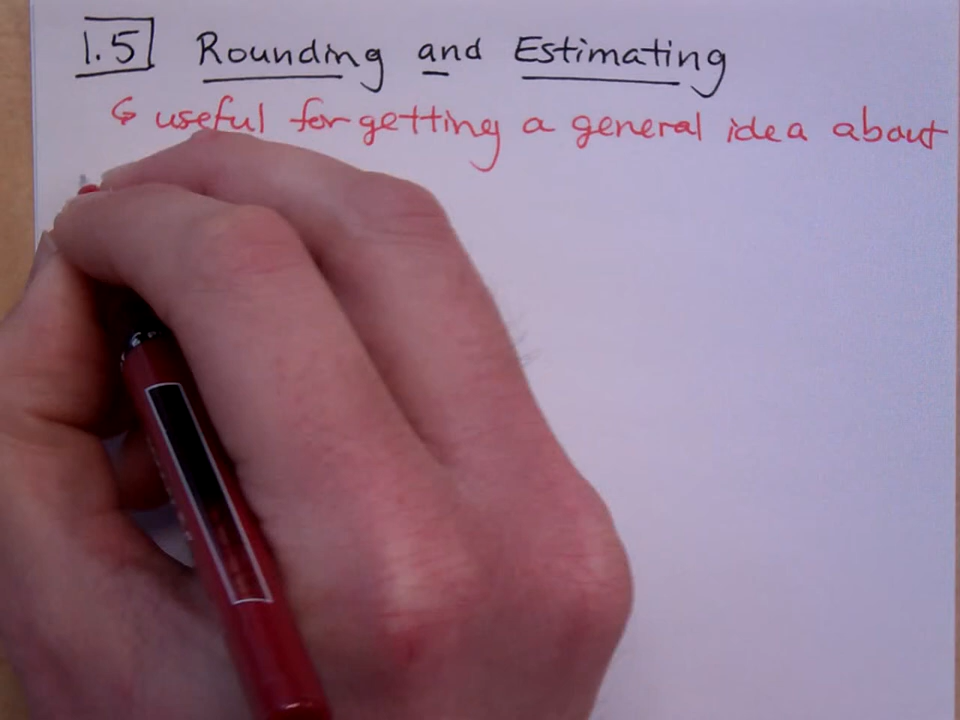 1.5 Rounding and Estimating
↳ useful for getting a general idea about